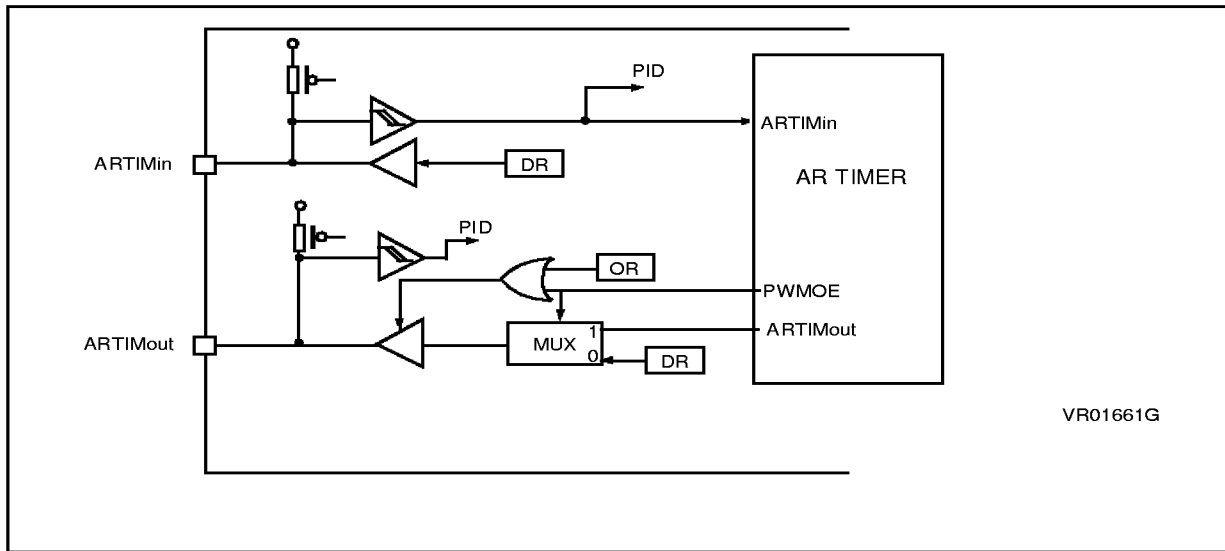 PID
ARTIMin
ARTIMin
DR
AR TIMER
PID
OR
PWMOE
ARTIMout
1
MUX
0
ARTIMout
DR
VR01661G